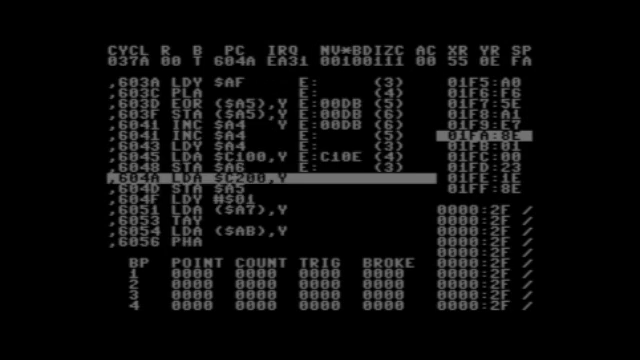 CYCL R B PC IRQ NV*BDIZC AC XR YR SP
037A 00 T 604A EA31 00100111 00 55 0E FA
,603A LDY $AF E: (3) 01F5:A0
,603C PLA E: (4) 01F6:F6
,603D EOR ($A5),Y E:00DB (5) 01F7:5E
,603F STA ($A5),Y E:00DB (6) 01F8:A1
,6041 INC $A4 Y E:00DB (6) 01F9:E7
,6041 INC $A4 E: (5) 01FA:8E
,6043 LDY $A4 E: (3) 01FB:01
,6045 LDA $C100,Y E:C10E (4) 01FC:00
,6048 STA $A6 E: (3) 01FD:23
,604A LDA $C200,Y 01FE:1E
,604D STA $A5 01FF:8E
,604F LDY #$01
,6051 LDA ($A7),Y 0000:2F /
,6053 TAY 0000:2F /
,6054 LDA ($AB),Y 0000:2F /
,6056 PHA 0000:2F /
0000:2F /
BP POINT COUNT TRIG BROKE 0000:2F /
1 0000 0000 0000 0000 0000:2F /
2 0000 0000 0000 0000 0000:2F /
3 0000 0000 0000 0000 0000:2F /
4 0000 0000 0000 0000 0000:2F /